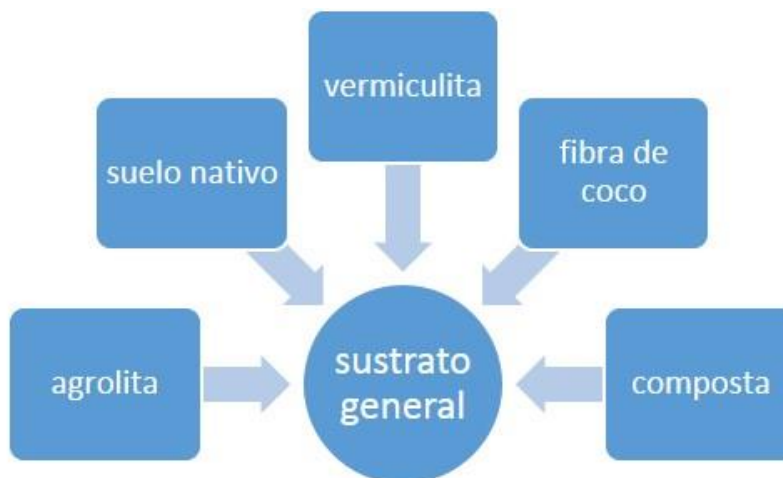 vermiculita
suelo nativo
fibra de
coco
agrolita
sustrato
general
composta